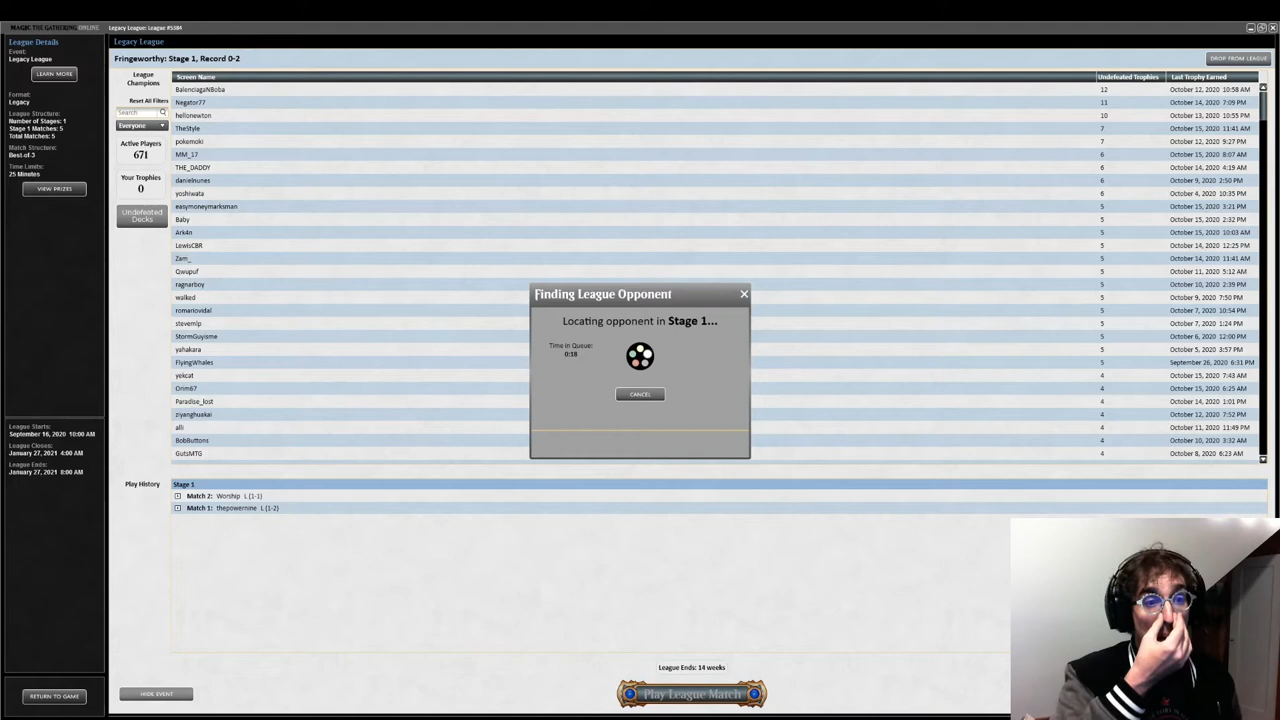 MAGIC THE GATHERING ONLINE
Legacy League: League #5584
League Details
Event:
Legacy League
LEARN MORE
Format:
Legacy
League Structure:
Number of Stages: 1
Stage 1 Matches: 5
Total Matches: 5
Match Structure:
Best-of-3
Time Limits:
25 Minutes
VIEW PRIZES
League Starts:
September 16, 2020 10:00 AM
League Closes:
January 27, 2021 4:00 AM
League Ends:
January 27, 2021 8:00 AM
RETURN TO GAME
Legacy League
Fringeworthy: Stage 1, Record 0-2
DROP FROM LEAGUE
League
Champions
Reset All Filters
Search
Everyone
Active Players
671
Your Trophies
0
Undefeated
Decks
Screen Name Undefeated Trophies Last Trophy Earned
BalenciagaNBoba 12 October 12, 2020 10:58 AM
Negator77 11 October 14, 2020 7:09 PM
hellonewton 10 October 13, 2020 10:55 PM
TheStyle 7 October 15, 2020 11:41 AM
pokemoki 7 October 12, 2020 9:27 PM
MM_17 6 October 15, 2020 8:07 AM
THE_DADDY 6 October 14, 2020 4:19 AM
danielnunes 6 October 9, 2020 2:50 PM
yoshiwata 6 October 4, 2020 10:35 PM
easymoneymarksman 5 October 15, 2020 3:21 PM
Baby 5 October 15, 2020 2:32 PM
Ark4n 5 October 15, 2020 10:03 AM
LewisCBR 5 October 14, 2020 12:25 PM
Zam_ 5 October 14, 2020 11:41 AM
Qwupuf 5 October 11, 2020 5:12 AM
ragnarboy 5 October 10, 2020 2:39 PM
walked 5 October 9, 2020 7:50 PM
romariovidal 5 October 7, 2020 10:54 PM
stevemlp 5 October 7, 2020 1:24 PM
StormGuyisme 5 October 6, 2020 12:00 PM
yahakara 5 October 5, 2020 3:57 PM
FlyingWhales 5 September 26, 2020 6:31 PM
yekcat 4 October 15, 2020 7:43 AM
Orim67 4 October 15, 2020 6:25 AM
Paradise_lost 4 October 14, 2020 1:01 PM
ziyanghuakai 4 October 12, 2020 7:52 PM
alli 4 October 11, 2020 11:49 PM
BobButtons 4 October 10, 2020 3:32 AM
GutsMTG 4 October 8, 2020 6:23 AM
Finding League Opponent
Locating opponent in Stage 1...
Time in Queue:
0:18
CANCEL
Play History
Stage 1
Match 2: Worship L (1-1)
Match 1: thepowernine L (1-2)
League Ends: 14 weeks
HIDE EVENT
Play League Match